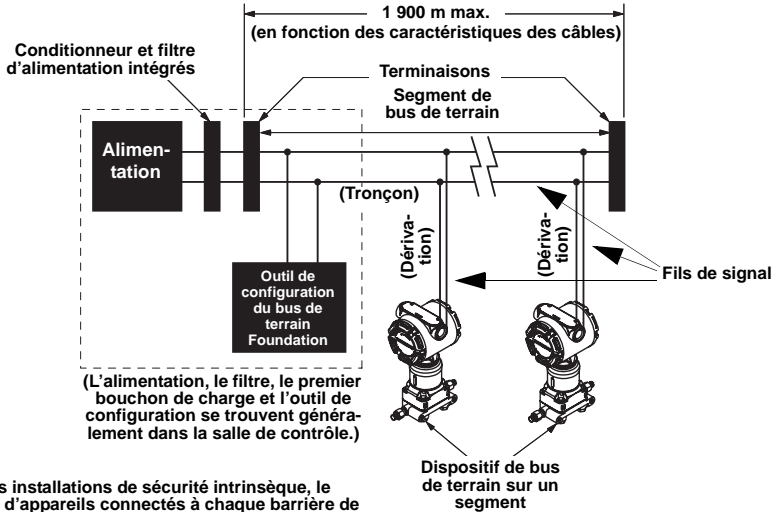 1 900 m max.
(en fonction des caractéristiques des câbles)
Conditionneur et filtre
d'alimentation intégrés
Terminaisons
Segment de
bus de terrain
Alimen-
tation
(Tronçon)
(Dériva-
tion)
(Dériva-
tion)
Fils de signal
Outil de
configuration
du bus de
terrain
Foundation
(L'alimentation, le filtre, le premier
bouchon de charge et l'outil de
configuration se trouvent généra-
lement dans la salle de contrôle.)
Dispositif de bus
de terrain sur un
segment
s installations de sécurité intrinsèque, le
d'appareils connectés à chaque barrière de